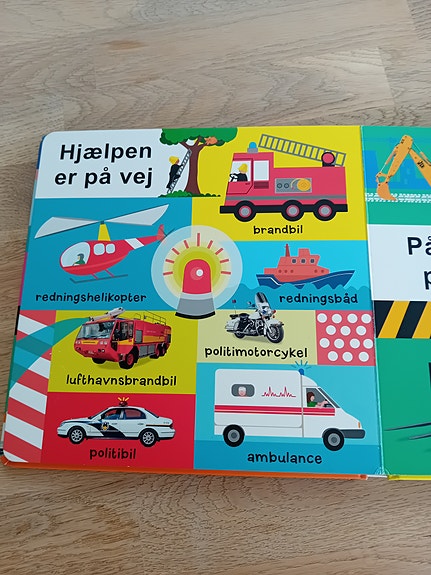 Hjælpen
er på vej
brandbil
redningshelikopter
redningsbåd
lufthavnsbrandbil
politimotorcykel
politibil
ambulance